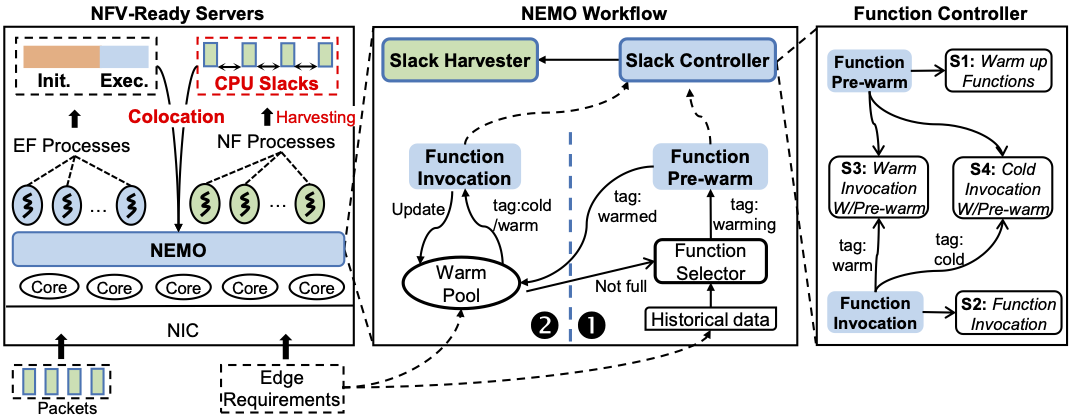 NFV-Ready Servers
Init.
Exec.
CPU Slacks
Colocation
Harvesting
EF Processes
NF Processes
...
...
NEMO
Core
Core
Core
Core
Core
NIC
Packets
Edge
Requirements
NEMO Workflow
Slack Harvester
Slack Controller
Function
Invocation
Function
Pre-warm
Update
tag:cold
/warm
tag:
warmed
tag:
warming
Warm
Pool
Not full
Function
Selector
Historical data
2
1
Function Controller
Function
Pre-warm
S1: Warm up
Functions
S3: Warm
Invocation
W/Pre-warm
S4: Cold
Invocation
W/Pre-warm
tag:
warm
tag:
cold
Function
Invocation
S2: Function
Invocation